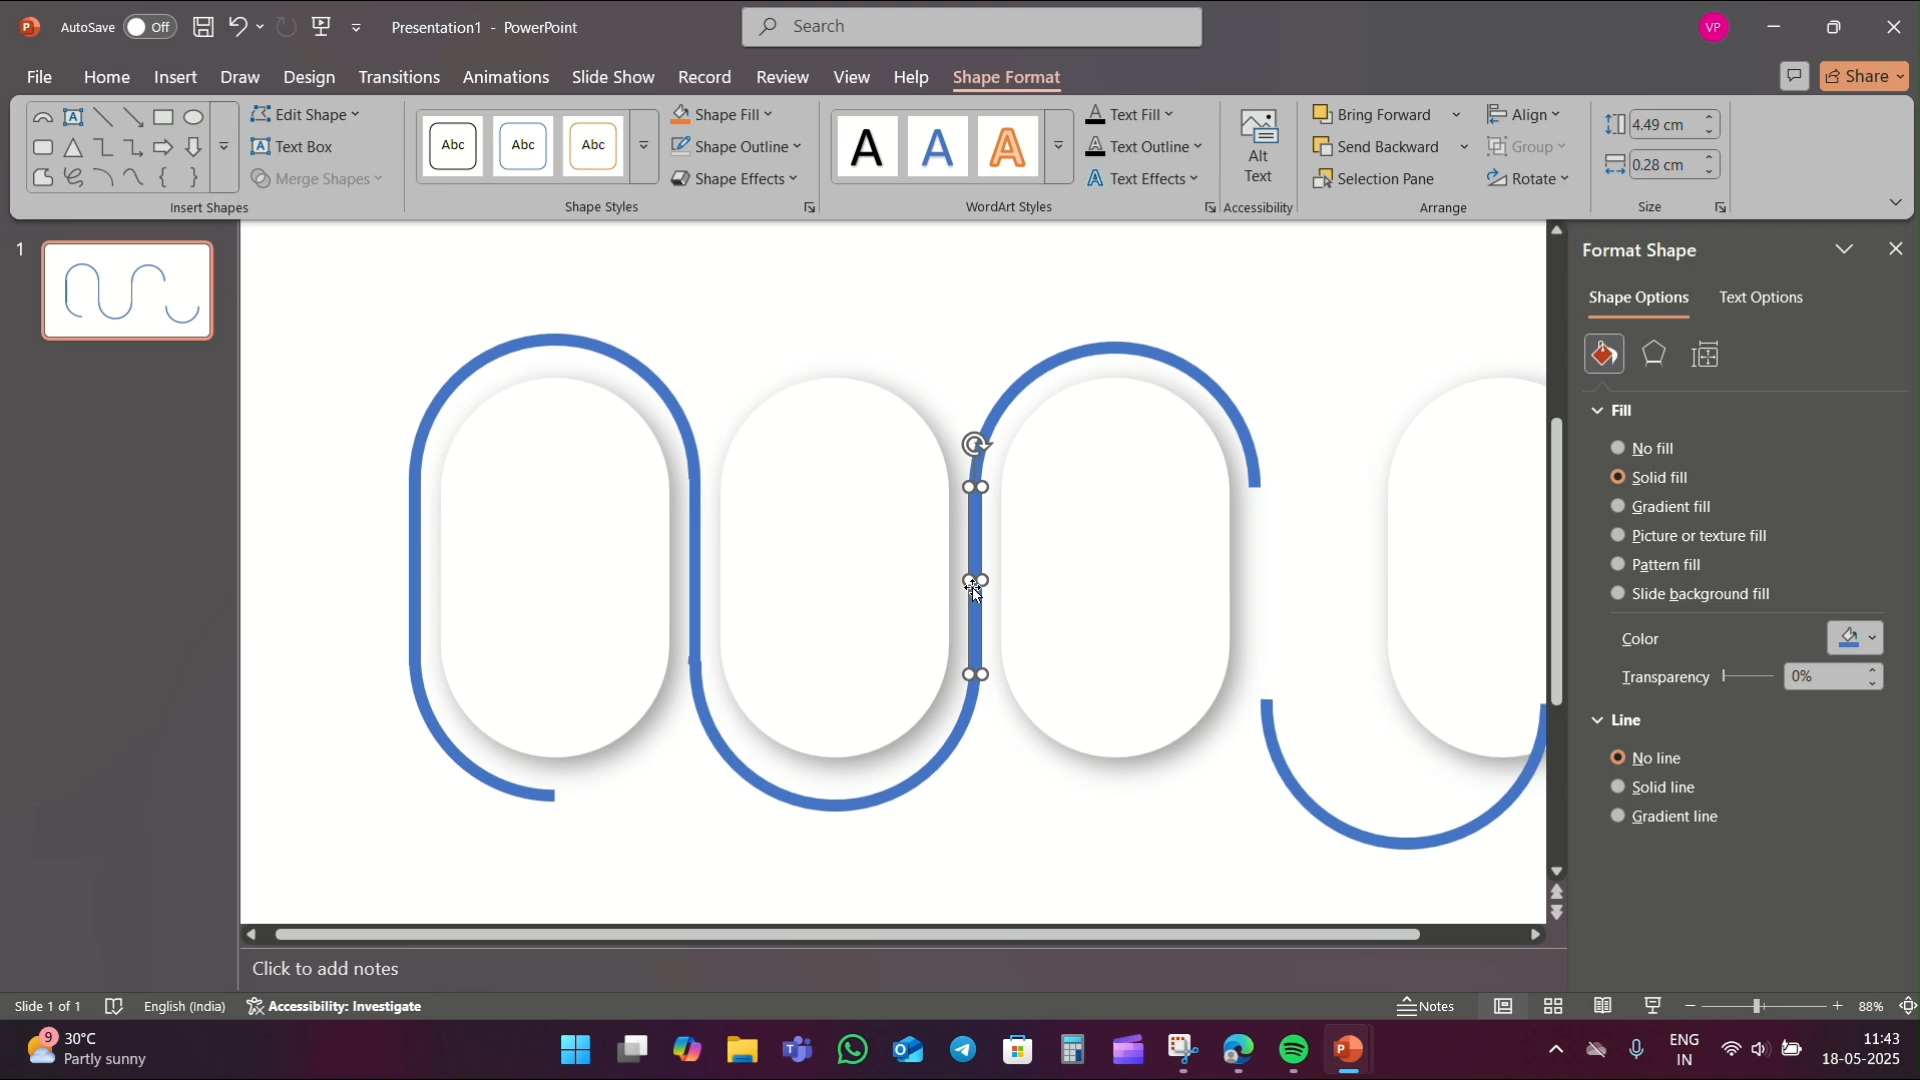 AutoSave Off Presentation1 - PowerPoint Search VP
File Home Insert Draw Design Transitions Animations Slide Show Record Review View Help Shape Format Share
Edit Shape
Text Box
Merge Shapes
Insert Shapes
Abc Abc Abc
Shape Fill
Shape Outline
Shape Effects
Shape Styles
A A A
Text Fill
Text Outline
Text Effects
WordArt Styles
Alt
Text
Accessibility
Bring Forward
Send Backward
Selection Pane
Align
Group
Rotate
Arrange
4.49 cm
0.28 cm
Size
1
Format Shape
Shape Options Text Options
Fill
No fill
Solid fill
Gradient fill
Picture or texture fill
Pattern fill
Slide background fill
Color
Transparency 0%
Line
No line
Solid line
Gradient line
Click to add notes
Slide 1 of 1 English (India) Accessibility: Investigate Notes 88%
9
30°C
Partly sunny
ENG
IN
11:43
18-05-2025